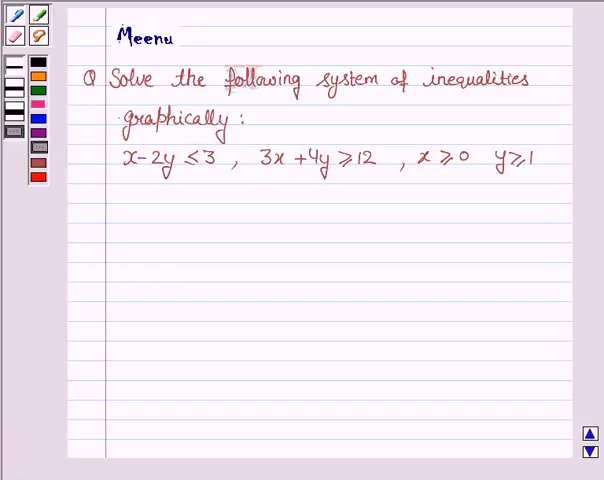 Meenu
Q Solve the following system of inequalities
graphically :
x - 2y ≤ 3 , 3x + 4y ≥ 12 , x ≥ 0 y ≥ 1